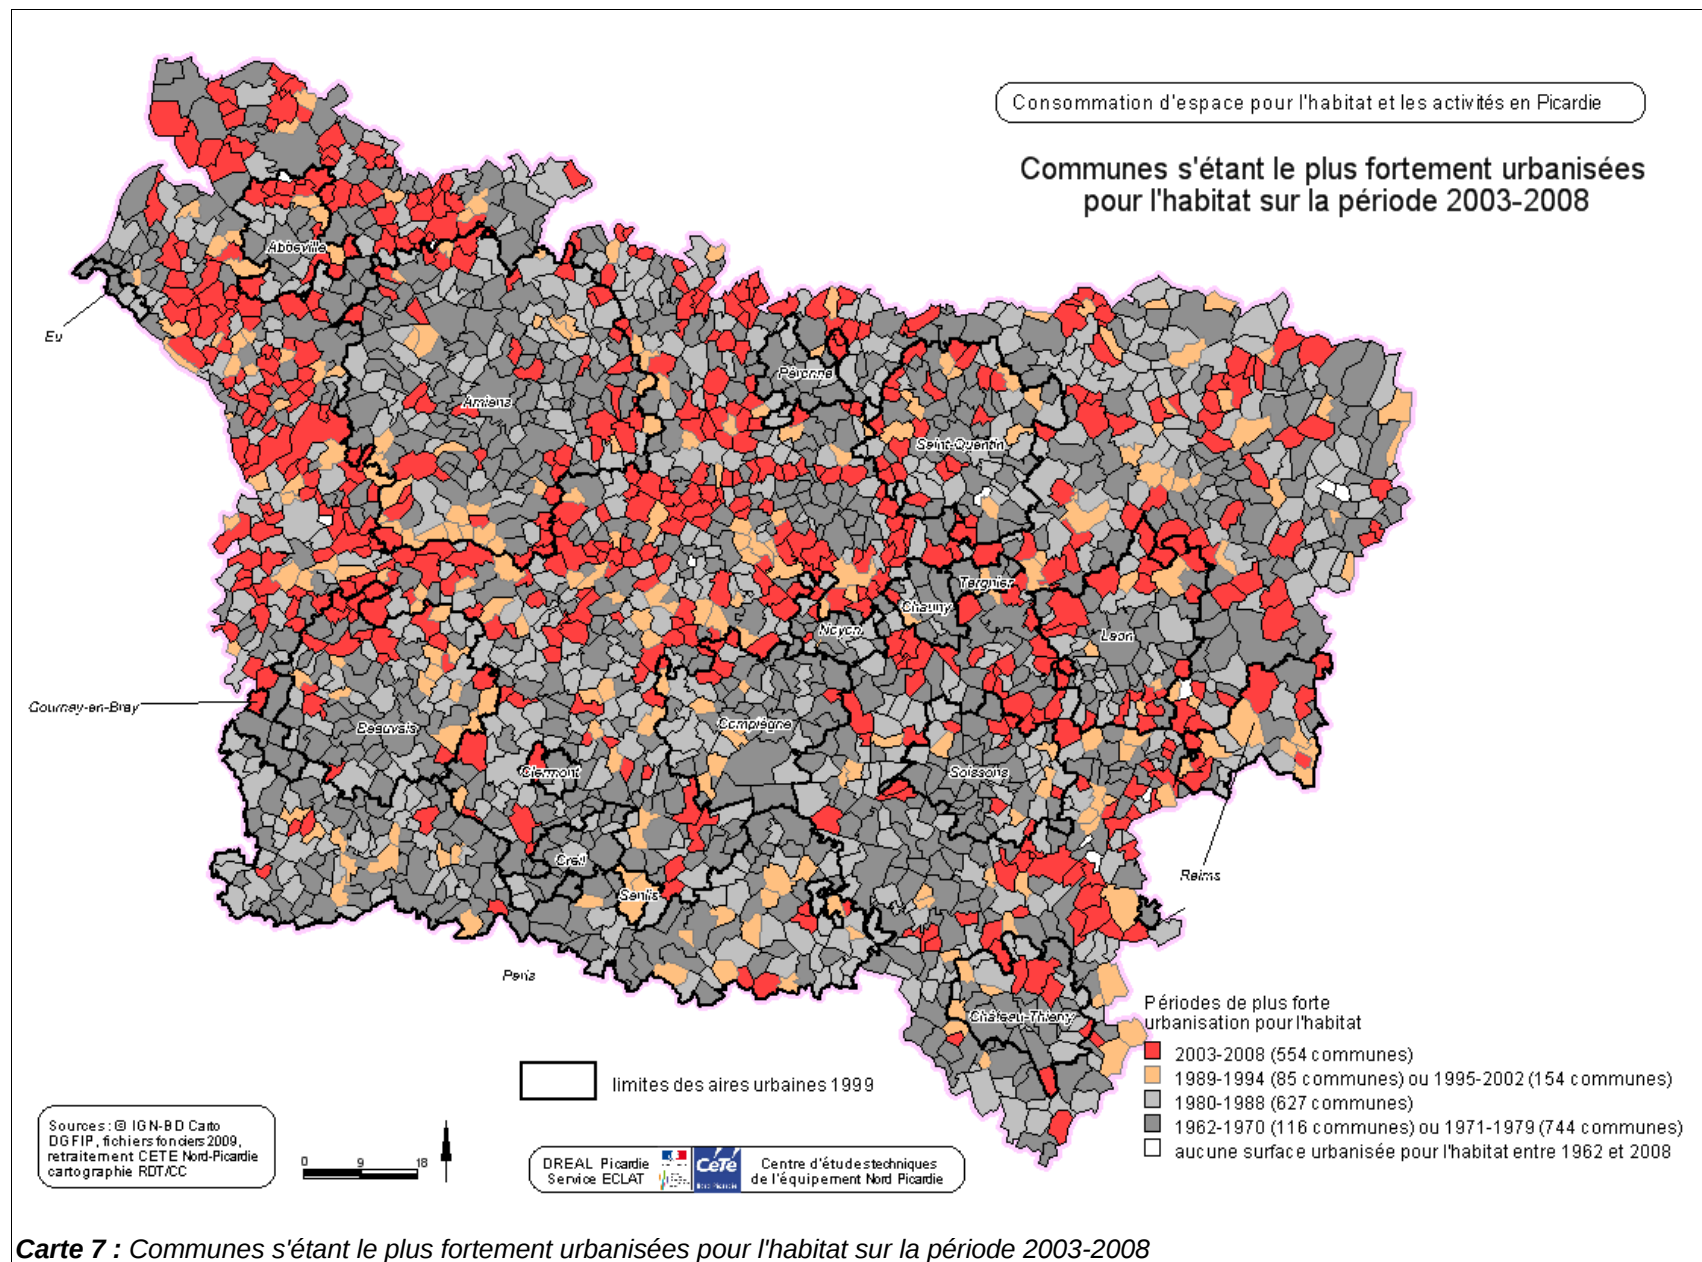 Consommation d'espace pour l'habitat et les activités en Picardie
Communes s'étant le plus fortement urbanisées
pour l'habitat sur la période 2003-2008
Abbeville
Eu
Péronne
Amiens
Saint-Quentin
Tergnier
Chauny
Noyon
Laon
Gournay-en-Bray
Beauvais
Compiègne
Clermont
Soissons
Creil
Senlis
Reims
Paris
Château-Thierry
Périodes de plus forte
urbanisation pour l'habitat
2003-2008 (554 communes)
1989-1994 (85 communes) ou 1995-2002 (154 communes)
1980-1988 (627 communes)
1962-1970 (116 communes) ou 1971-1979 (744 communes)
aucune surface urbanisée pour l'habitat entre 1962 et 2008
limites des aires urbaines 1999
Sources : © IGN-BD Carto
DGFIP, fichiers fonciers 2009,
retraitement CETE Nord-Picardie
cartographie RDT/CC
0 9 18
DREAL Picardie
Service ECLAT
CéTé
Nord Picardie
Centre d'études techniques
de l'équipement Nord Picardie
Carte 7 : Communes s'étant le plus fortement urbanisées pour l'habitat sur la période 2003-2008